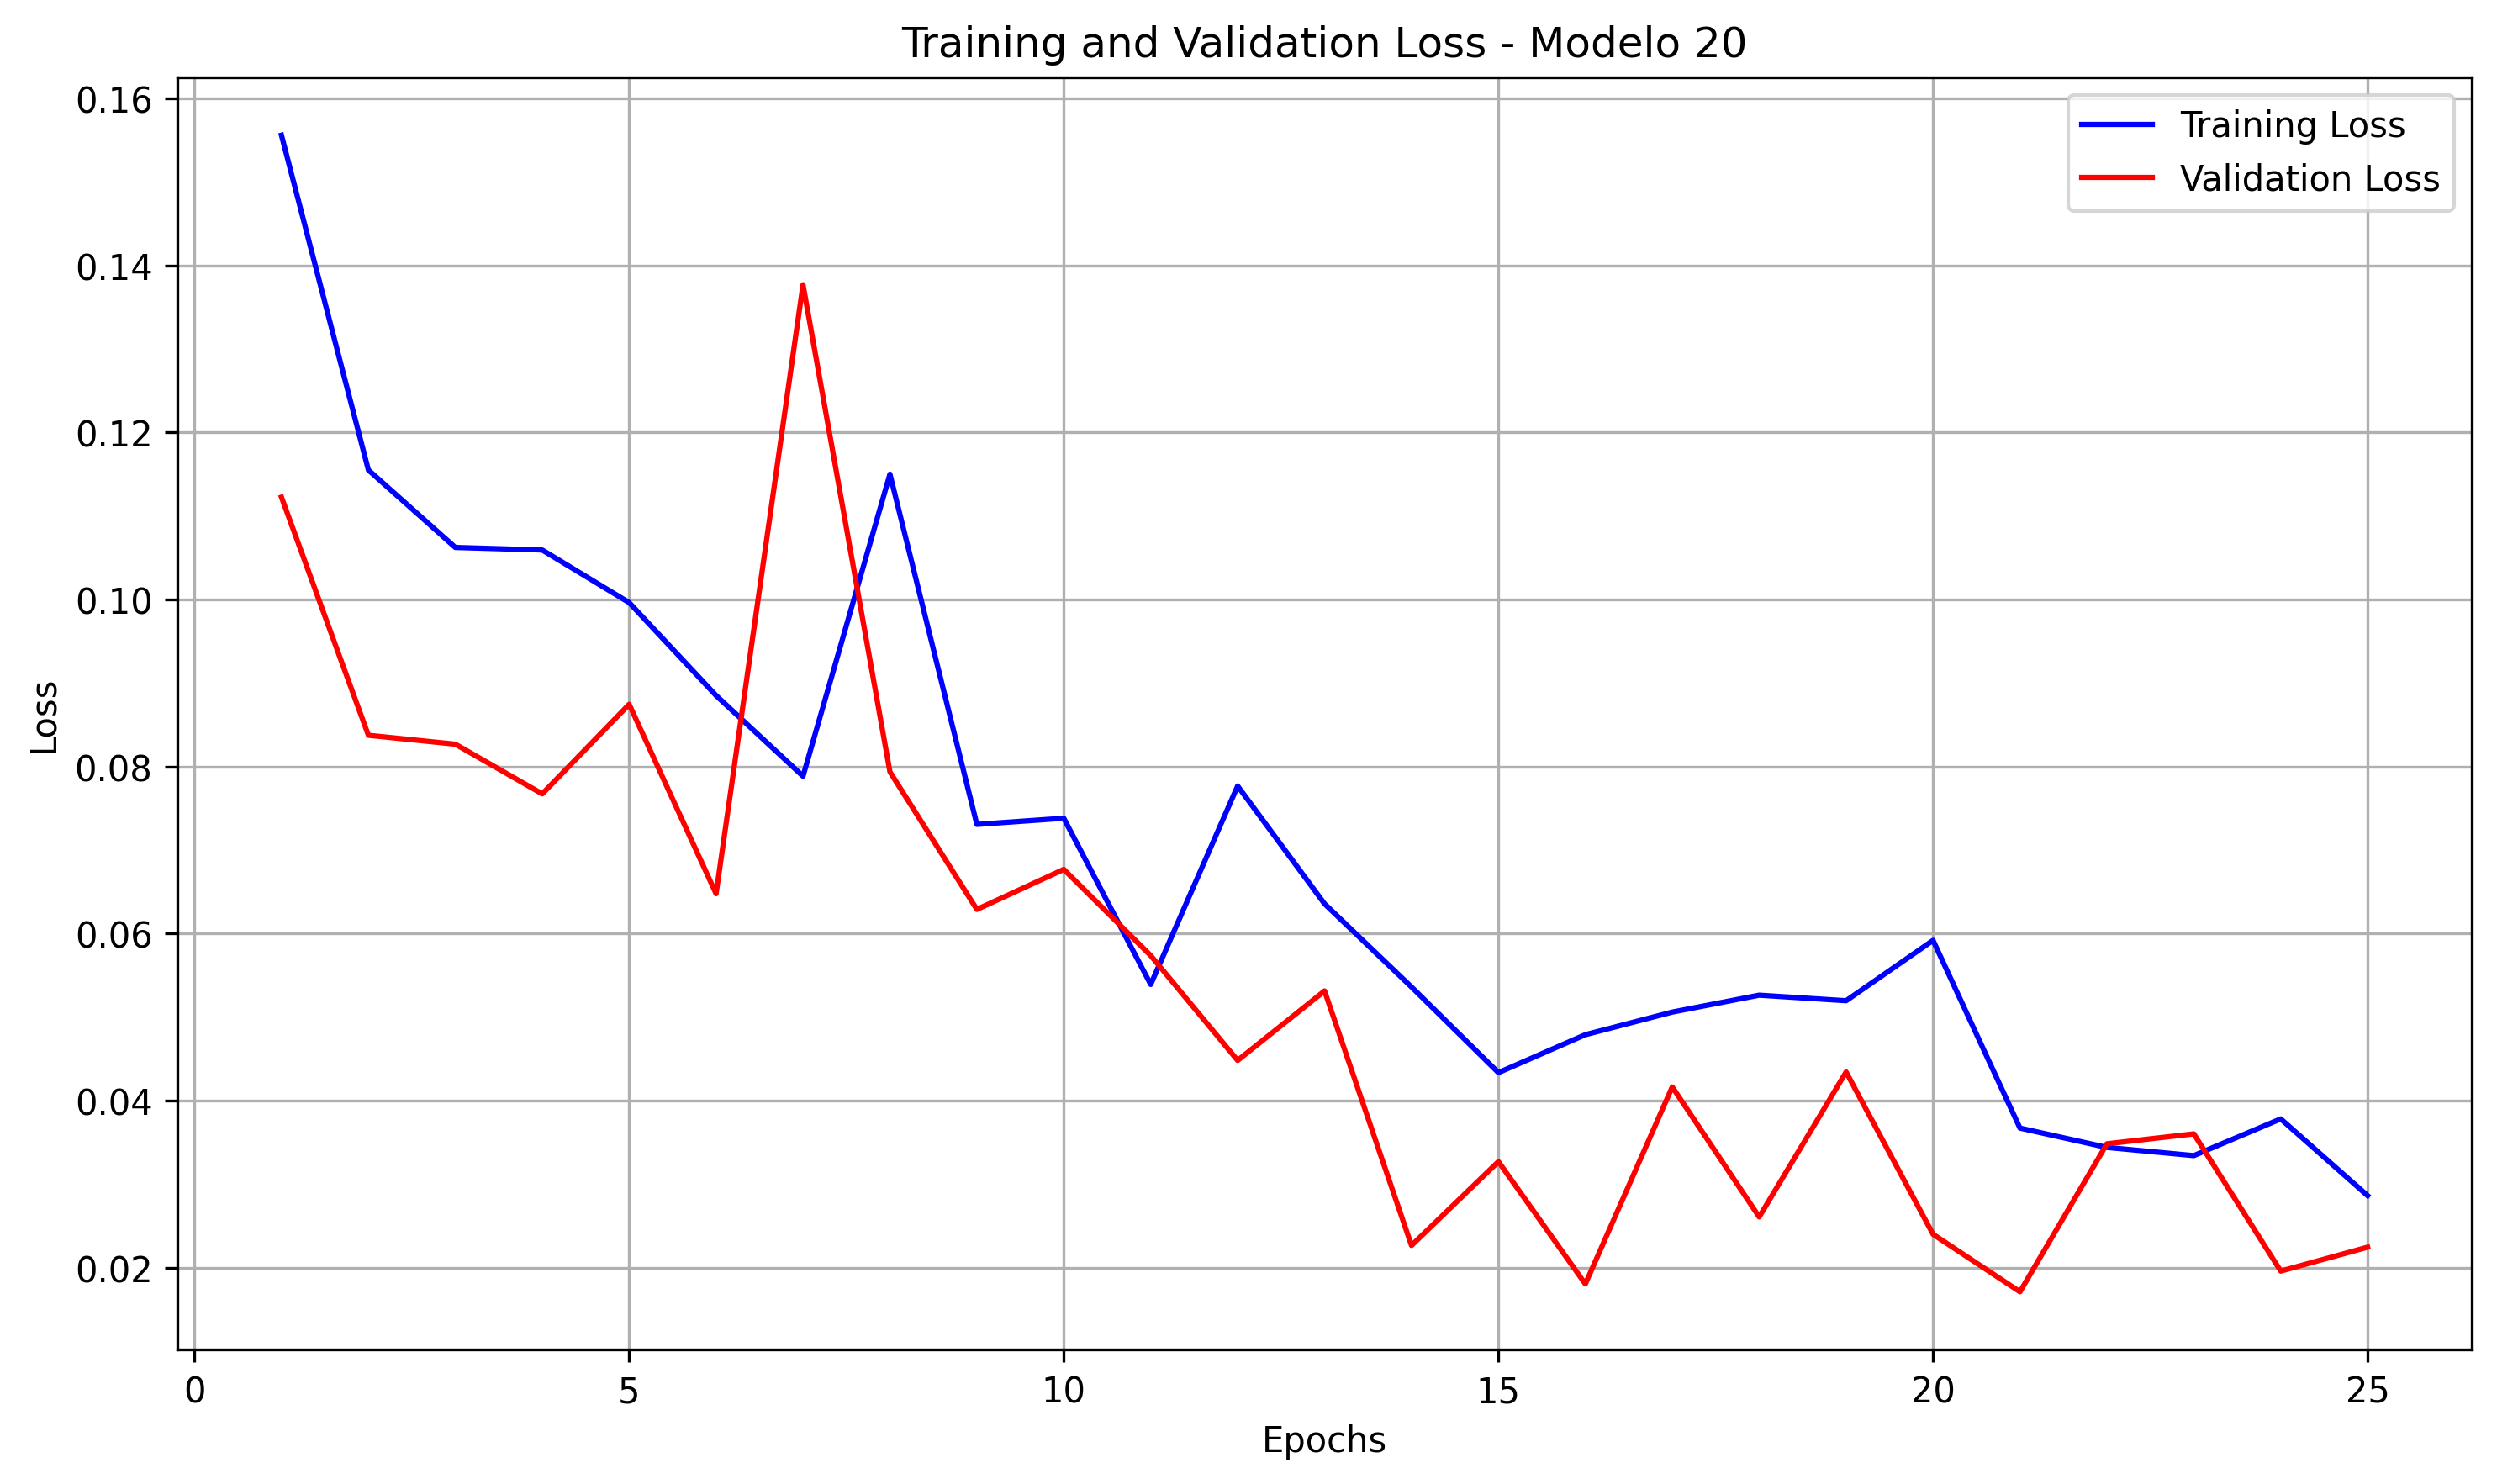 Training and Validation Loss - Modelo 20
Training Loss
Validation Loss
0.16
0.14
0.12
0.10
0.08
0.06
0.04
0.02
Loss
0 5 10 15 20 25
Epochs